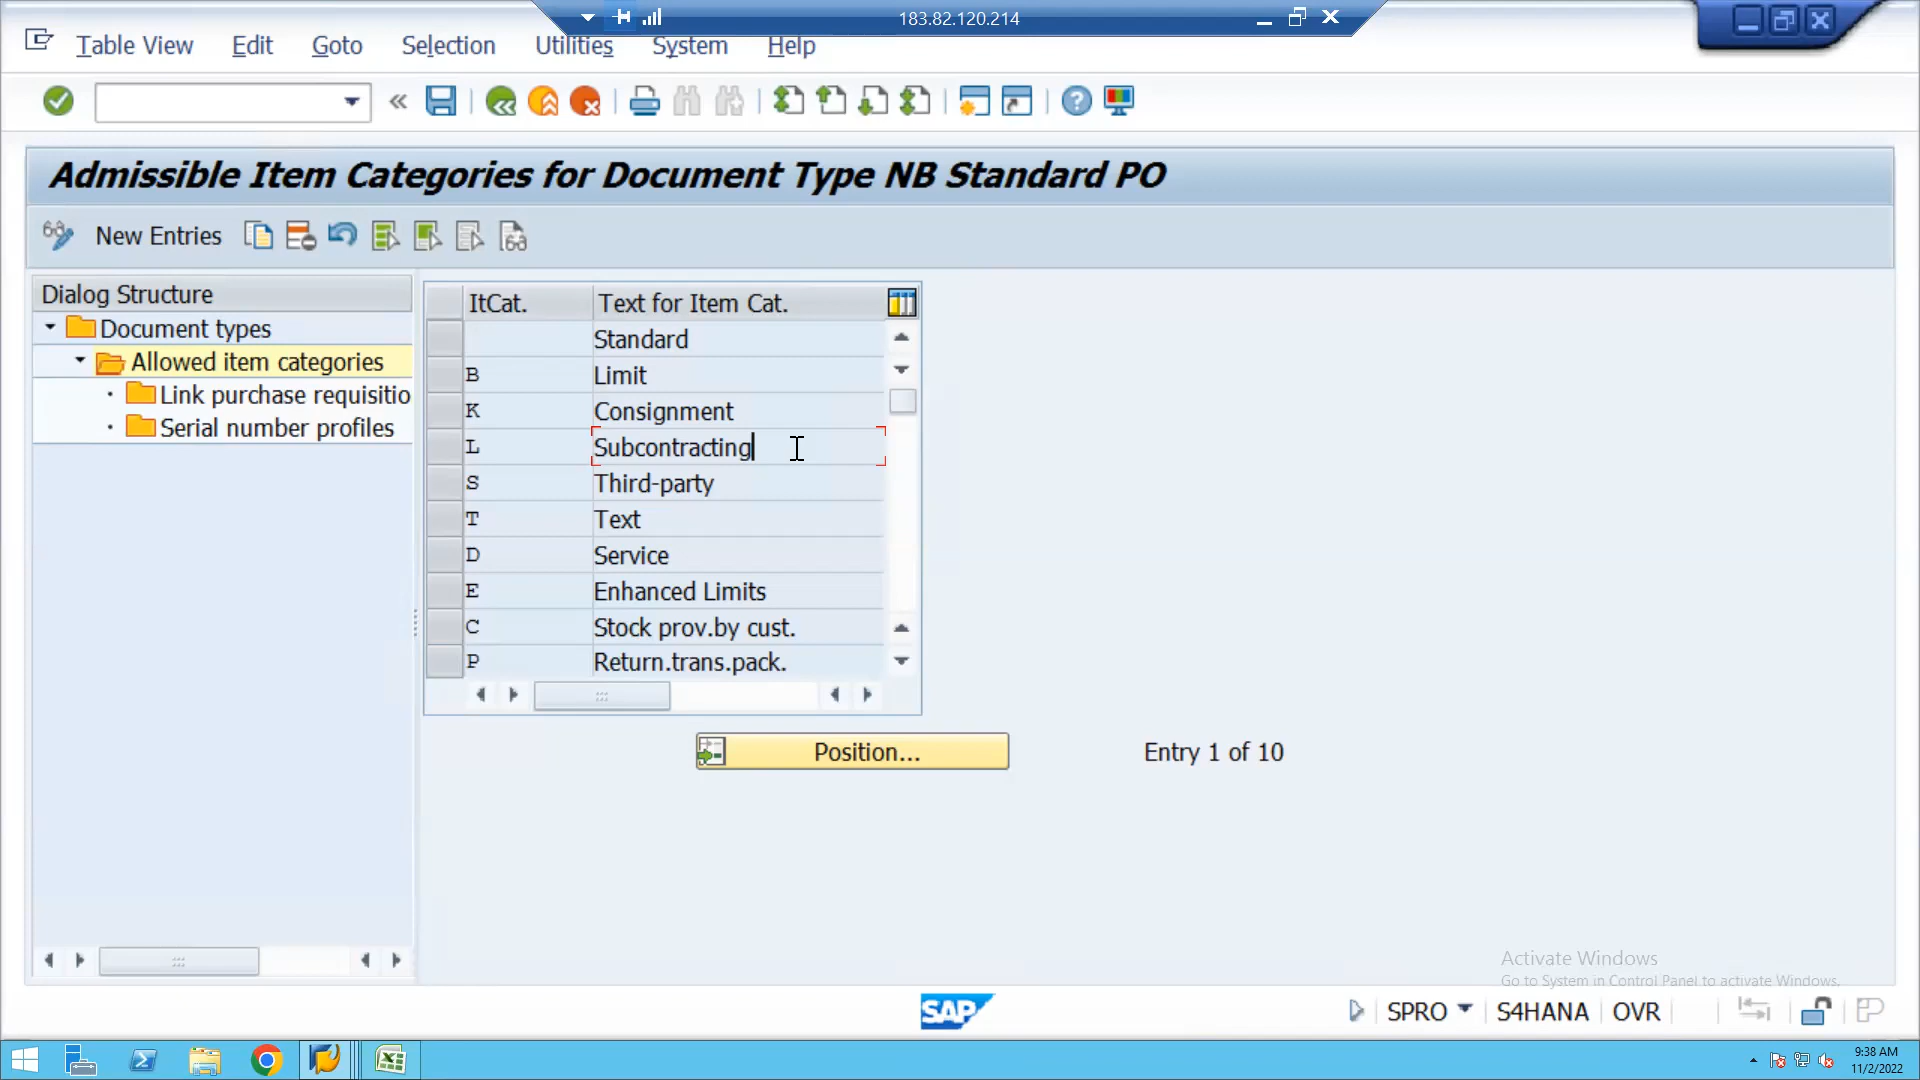 183.82.120.214
Table View Edit Goto Selection Utilities System Help
Admissible Item Categories for Document Type NB Standard PO
New Entries
Dialog Structure
Document types
Allowed item categories
Link purchase requisitio
Serial number profiles
ItCat. Text for Item Cat.
Standard
B Limit
K Consignment
L Subcontracting
S Third-party
T Text
D Service
E Enhanced Limits
C Stock prov.by cust.
P Return.trans.pack.
Position...
Entry 1 of 10
Activate Windows
Go to System in Control Panel to activate Windows.
SAP
SPRO S4HANA OVR
9:38 AM
11/2/2022